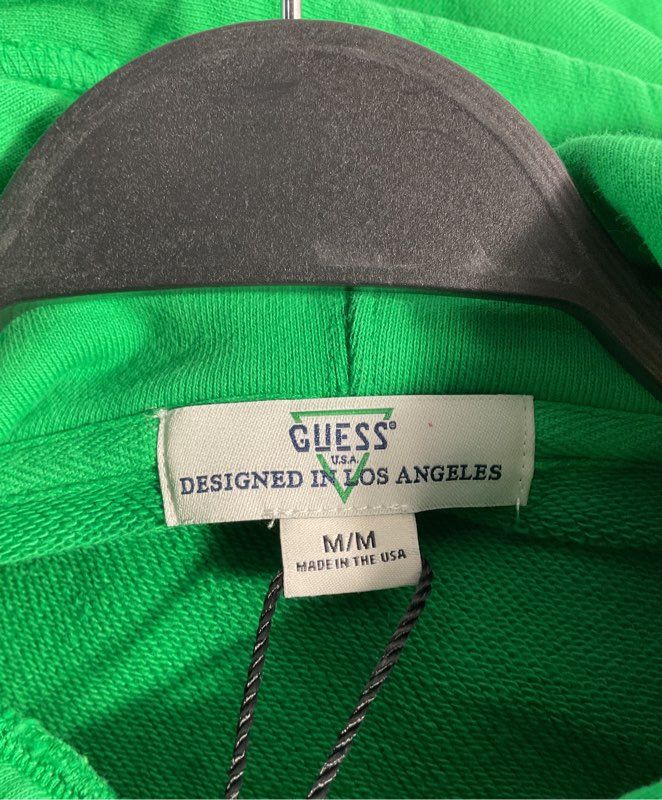 GUESS®
U.S.A.
DESIGNED IN LOS ANGELES
M/M
MADE IN THE USA